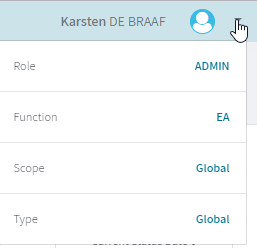 Karsten DE BRAAF
Role ADMIN
Function EA
Scope Global
Type Global